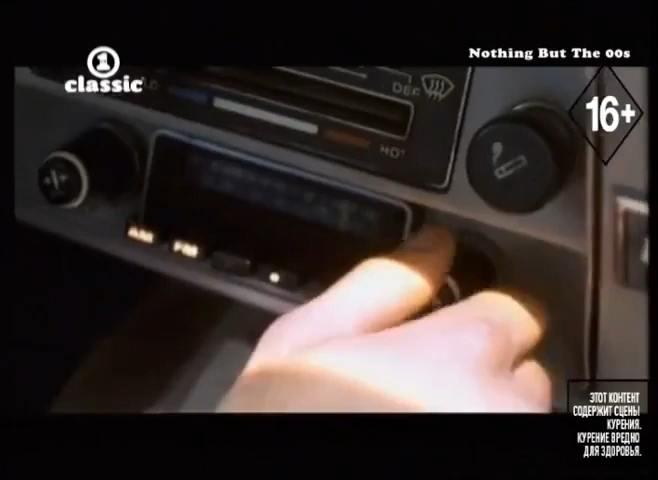 Nothing But The 00s
1
classic
16+
DEF
HOT
AM
FM
ЭТОТ КОНТЕНТ
СОДЕРЖИТ СЦЕНЫ
КУРЕНИЯ.
КУРЕНИЕ ВРЕДНО
ДЛЯ ЗДОРОВЬЯ.